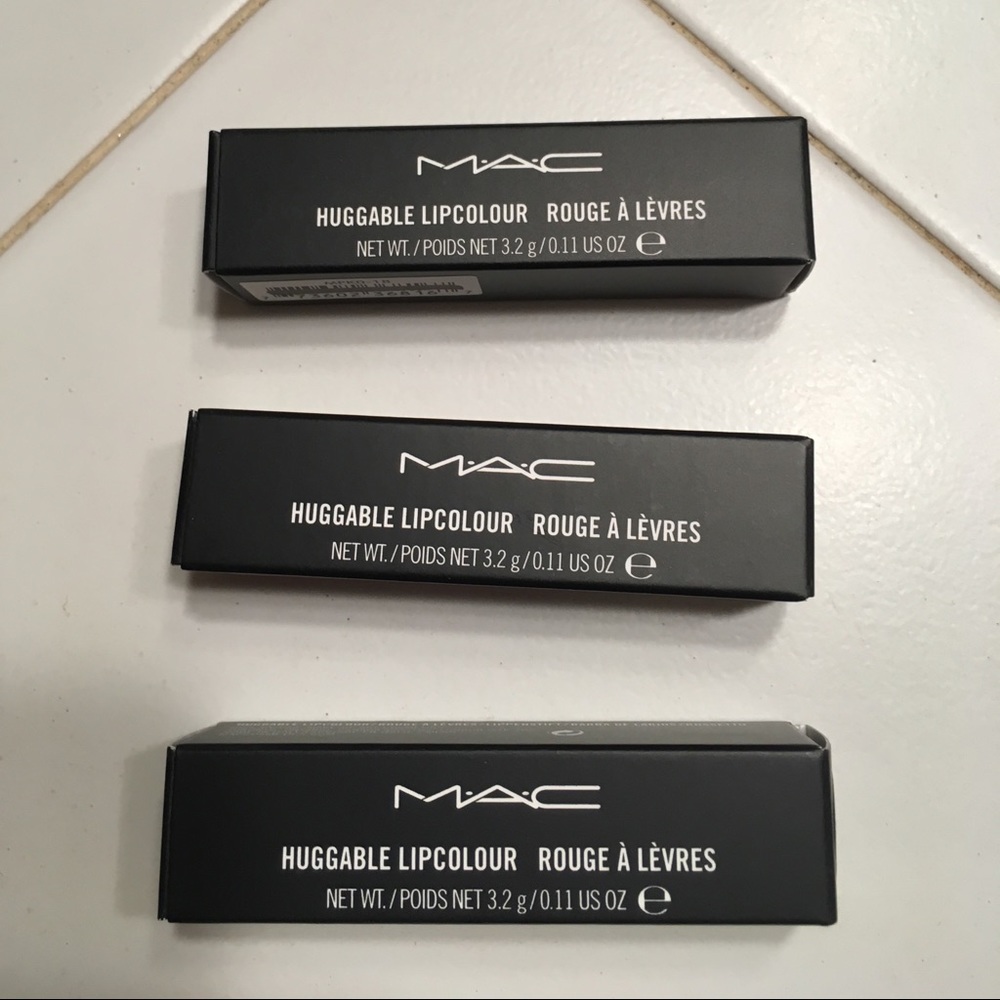 M·A·C
HUGGABLE LIPCOLOUR ROUGE À LÈVRES
NET WT. / POIDS NET 3.2 g / 0.11 US OZ ℮
M·A·C
HUGGABLE LIPCOLOUR ROUGE À LÈVRES
NET WT. / POIDS NET 3.2 g / 0.11 US OZ ℮
M·A·C
HUGGABLE LIPCOLOUR ROUGE À LÈVRES
NET WT. / POIDS NET 3.2 g / 0.11 US OZ ℮